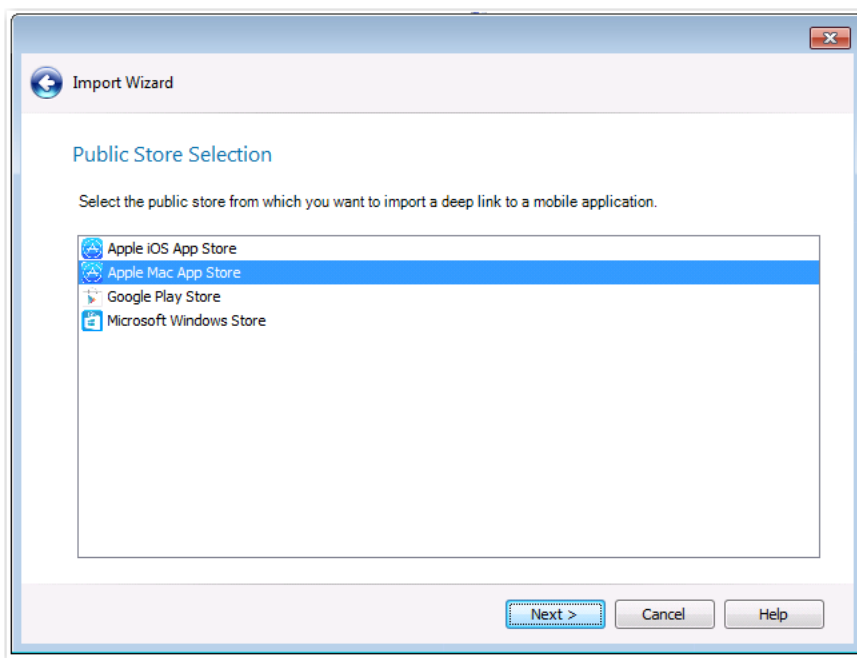 Import Wizard
Public Store Selection
Select the public store from which you want to import a deep link to a mobile application.
Apple iOS App Store
Apple Mac App Store
Google Play Store
Microsoft Windows Store
Next > Cancel Help